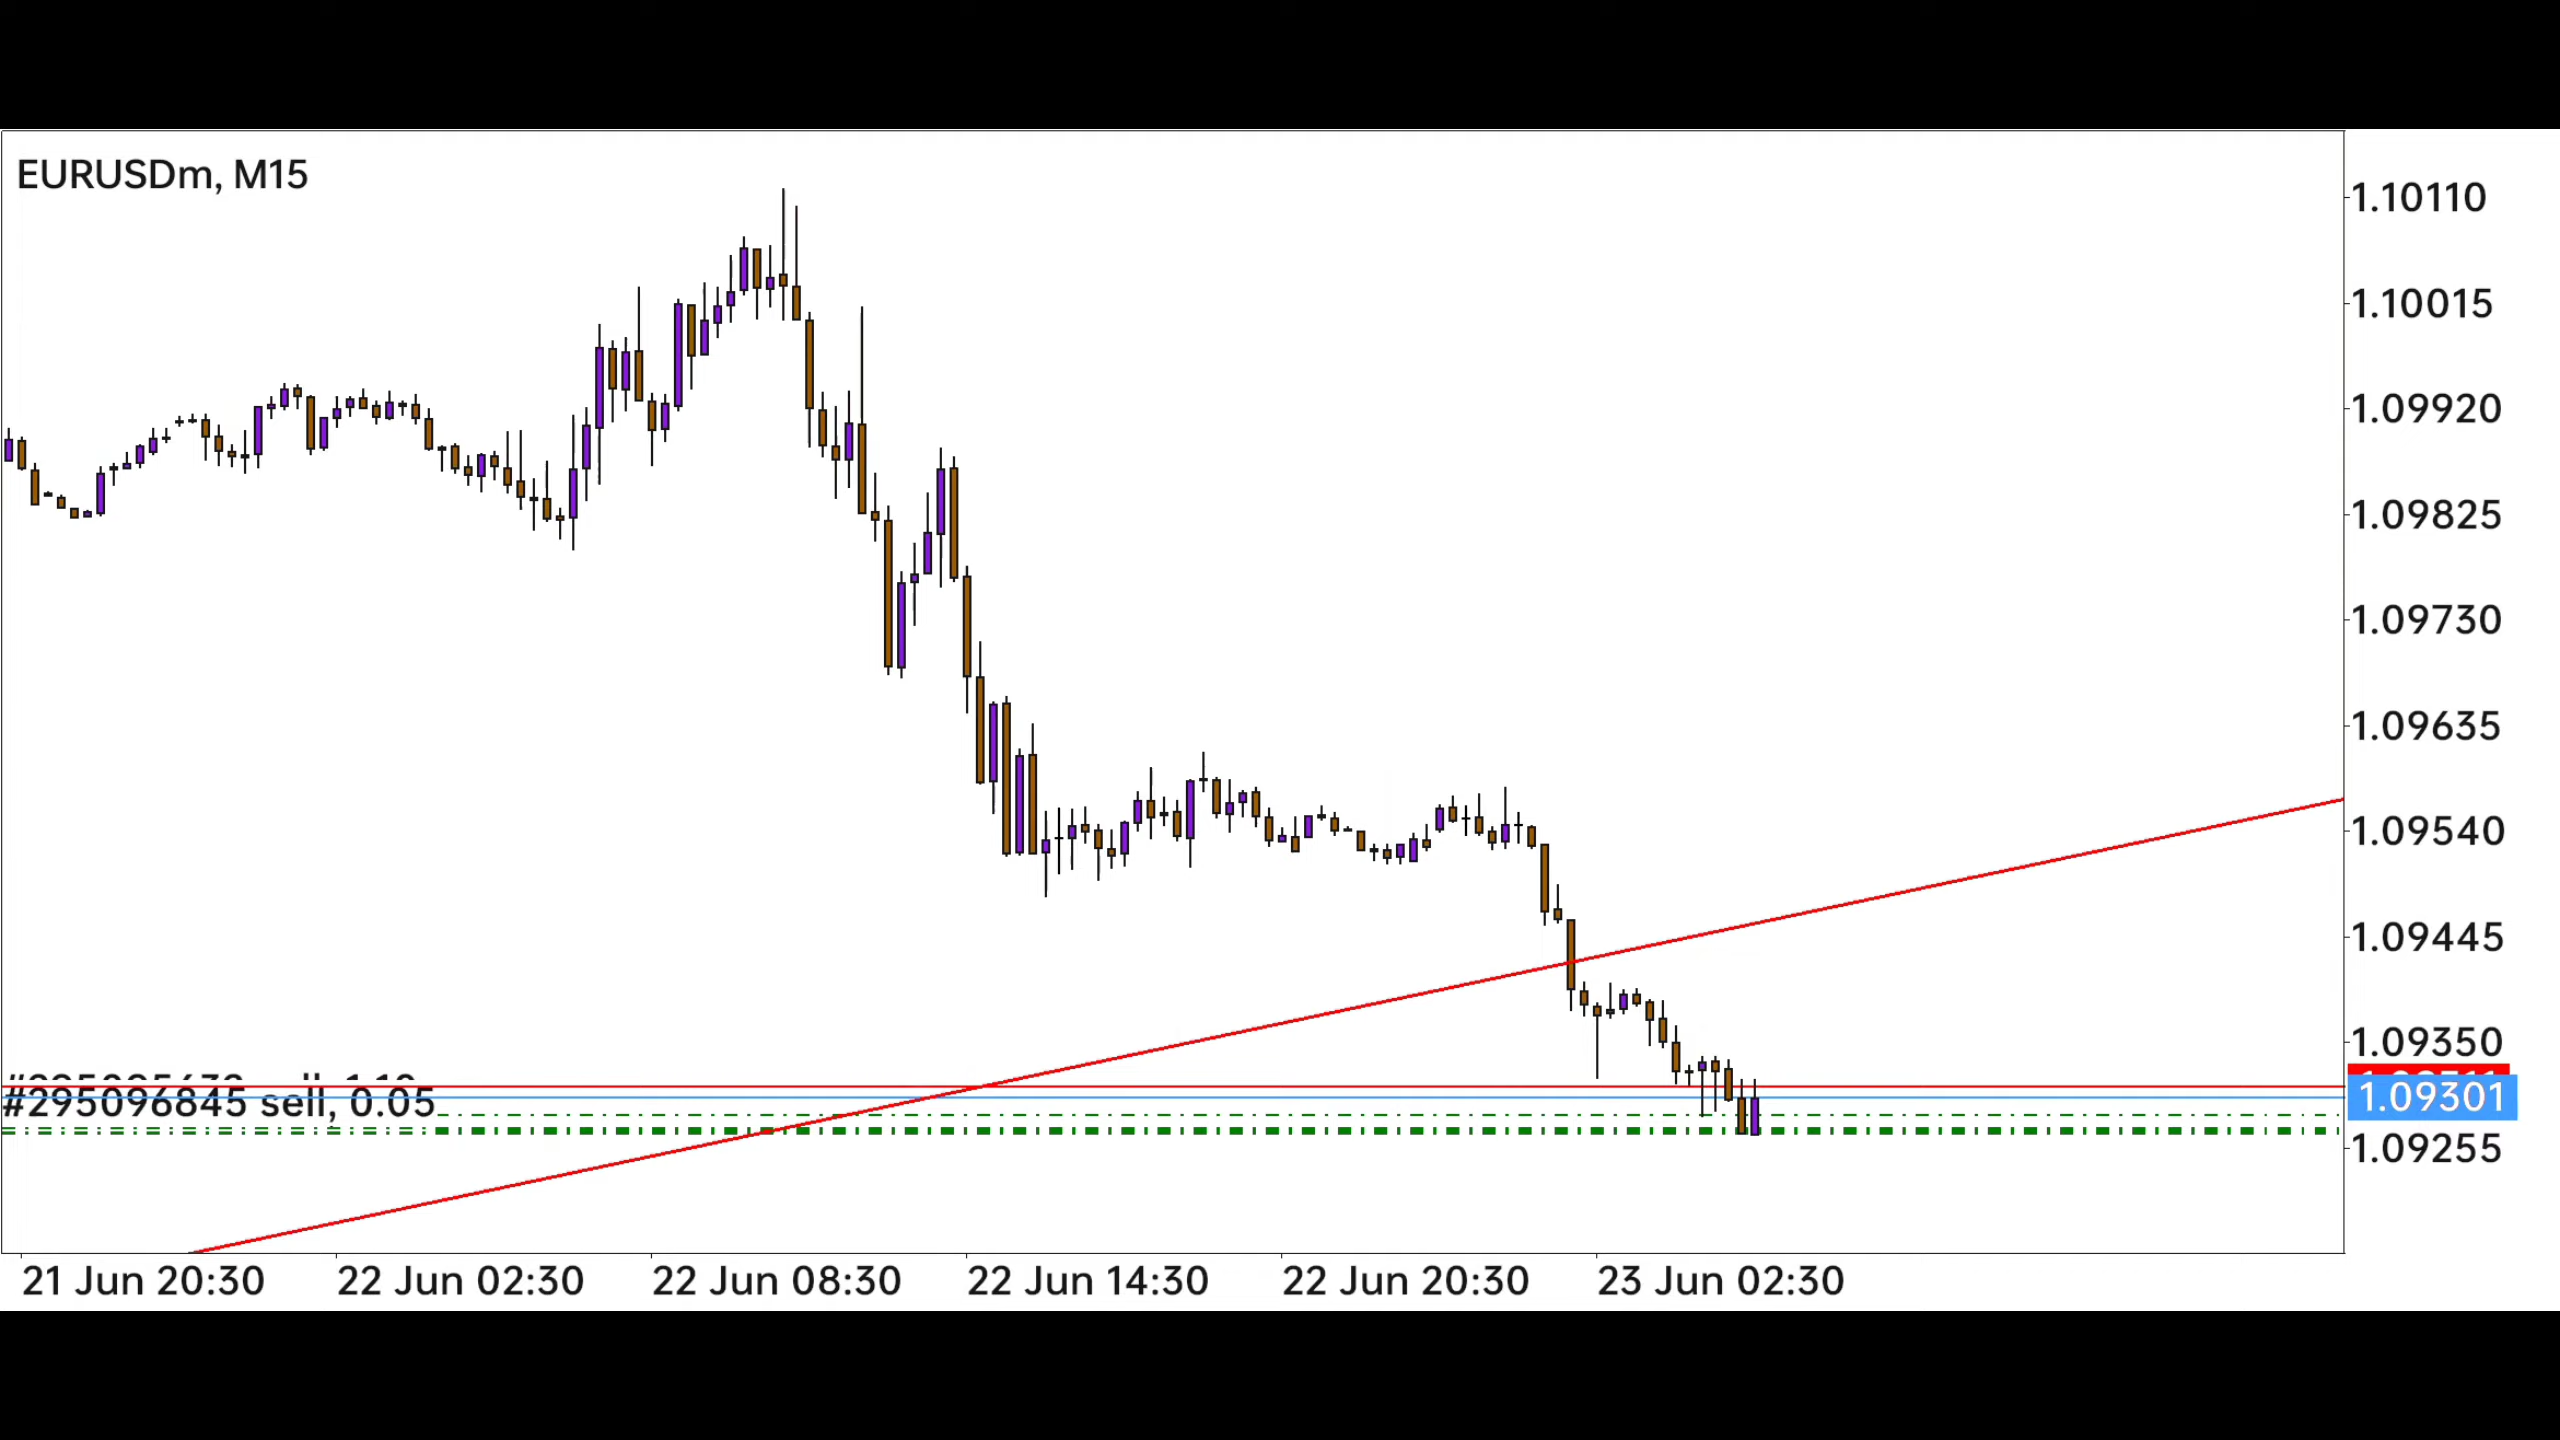 EURUSDm, M15
1.10110
1.10015
1.09920
1.09825
1.09730
1.09635
1.09540
1.09445
1.09350
1.09301
1.09255
#295096845 sell, 0.05
21 Jun 20:30
22 Jun 02:30
22 Jun 08:30
22 Jun 14:30
22 Jun 20:30
23 Jun 02:30